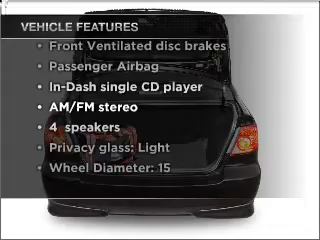 VEHICLE FEATURES
• Front Ventilated disc brakes
• Passenger Airbag
• In-Dash single CD player
• AM/FM stereo
• 4 speakers
• Privacy glass: Light
• Wheel Diameter: 15